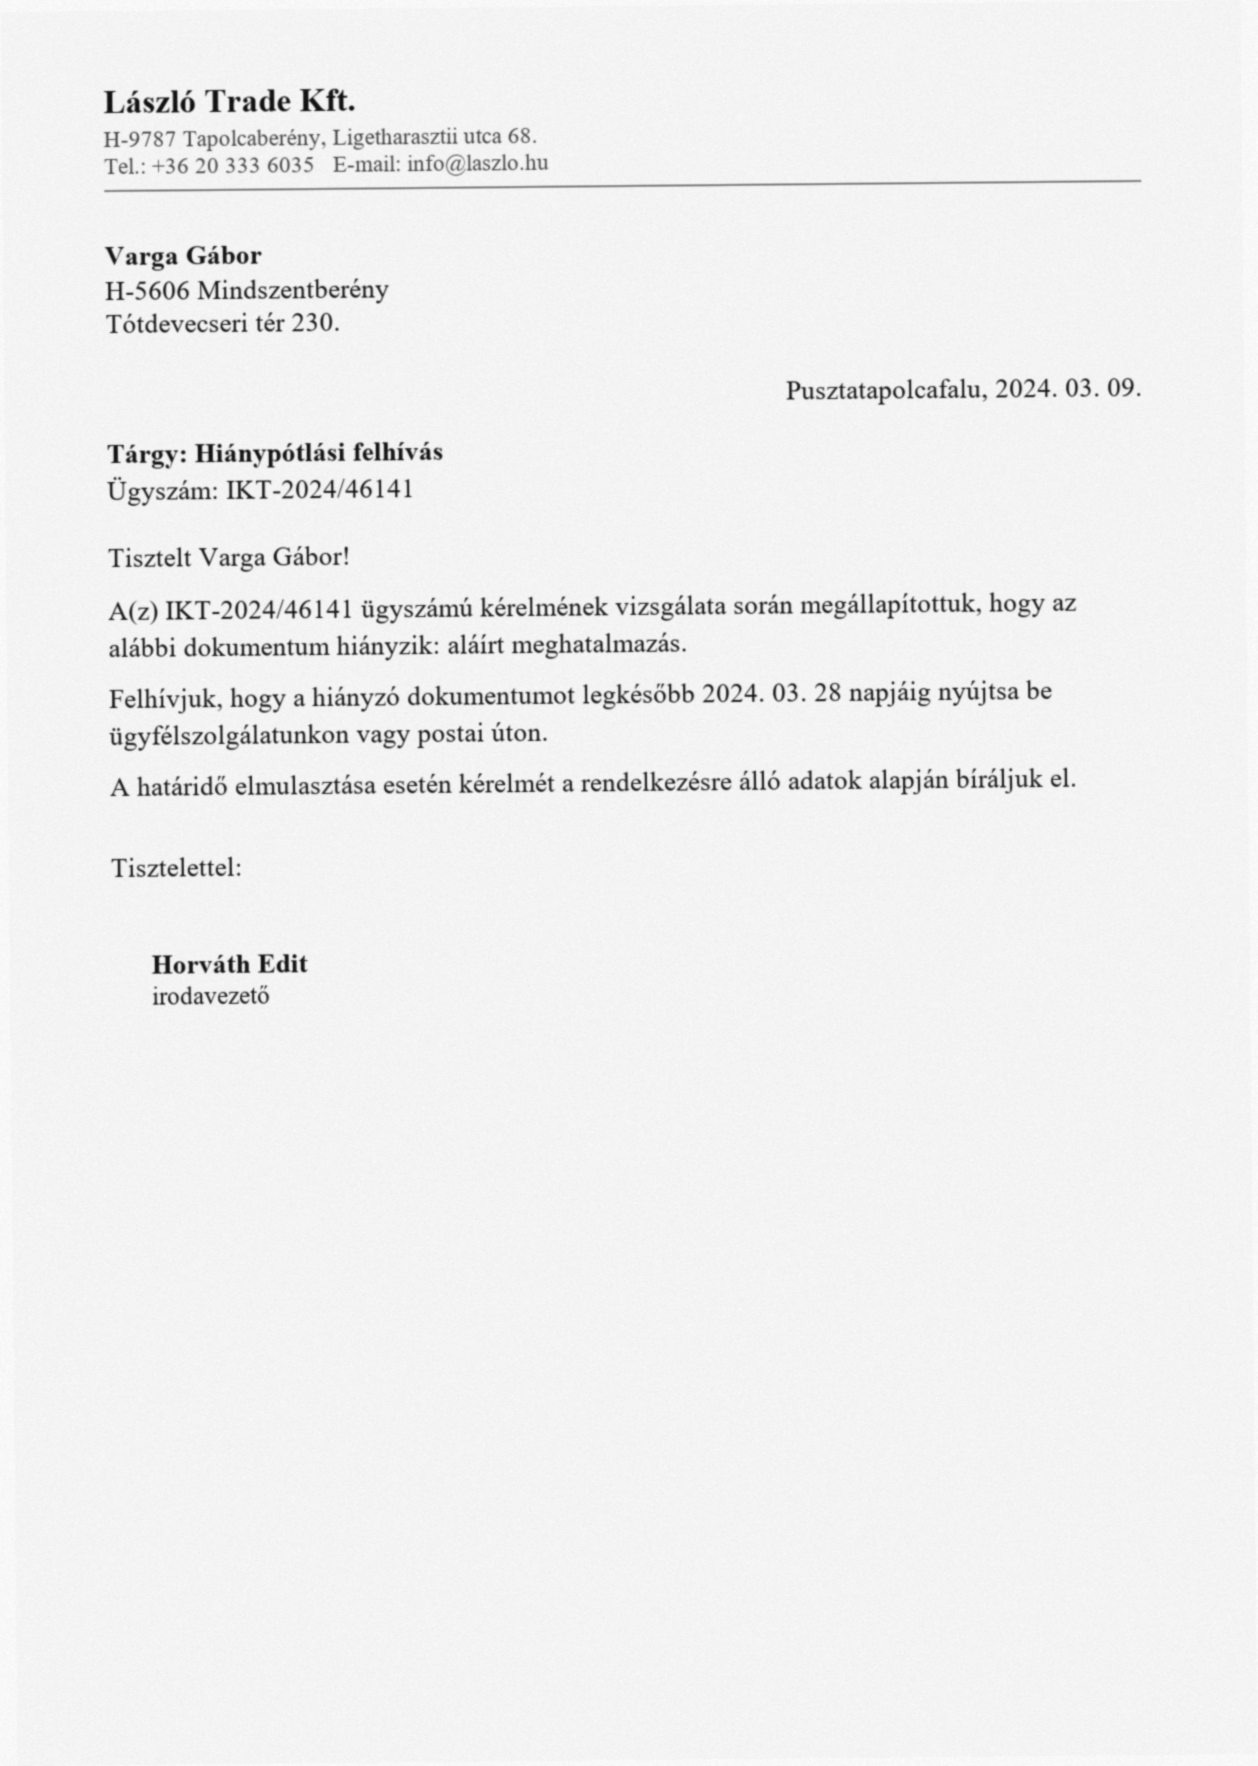 László Trade Kft.
H-9787 Tapolcaberény, Ligetharasztii utca 68.
Tel.: +36 20 333 6035 E-mail: info@laszlo.hu
Varga Gábor
H-5606 Mindszentberény
Tótdevecseri tér 230.
Pusztatapolcafalu, 2024. 03. 09.
Tárgy: Hiánypótlási felhívás
Ügyszám: IKT-2024/46141
Tisztelt Varga Gábor!
A(z) IKT-2024/46141 ügyszámú kérelmének vizsgálata során megállapítottuk, hogy az
alábbi dokumentum hiányzik: aláírt meghatalmazás.
Felhívjuk, hogy a hiányzó dokumentumot legkésőbb 2024. 03. 28 napjáig nyújtsa be
ügyfélszolgálatunkon vagy postai úton.
A határidő elmulasztása esetén kérelmét a rendelkezésre álló adatok alapján bíráljuk el.
Tisztelettel:
Horváth Edit
irodavezető